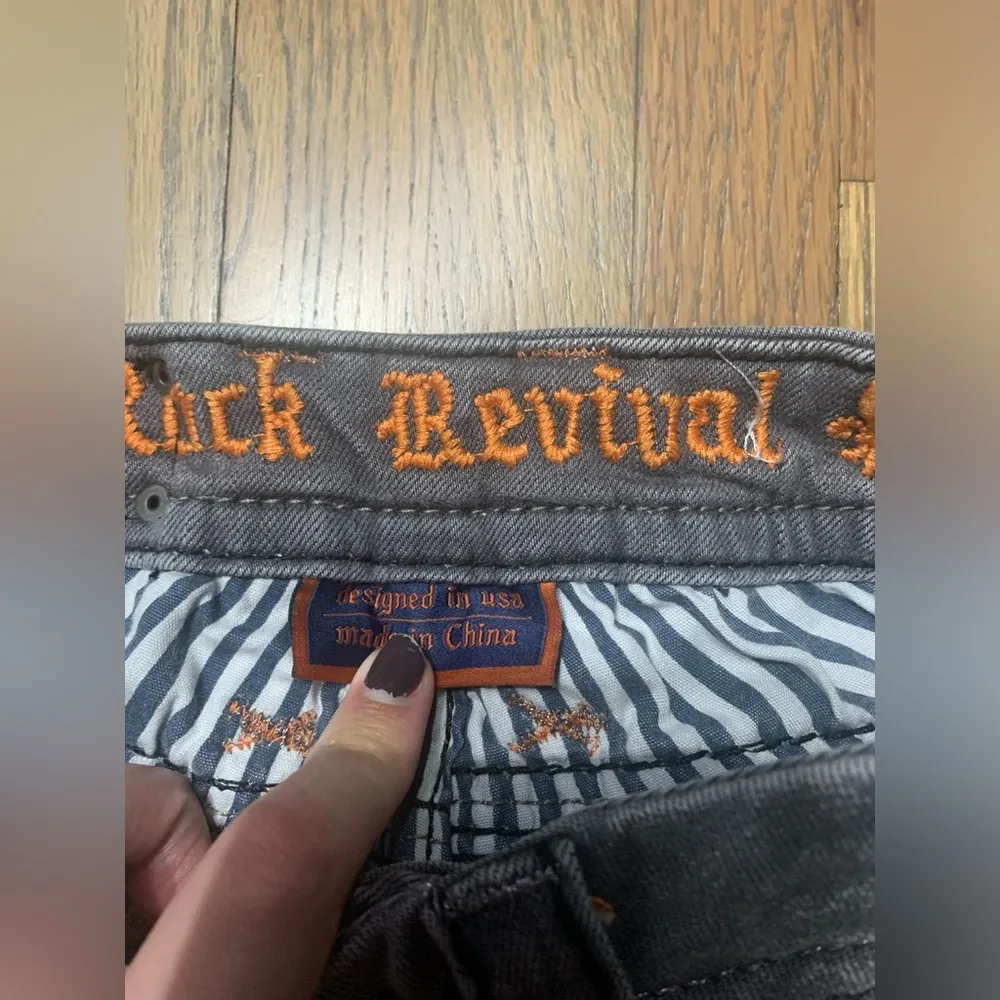 Rock Revival
designed in usa
made in China